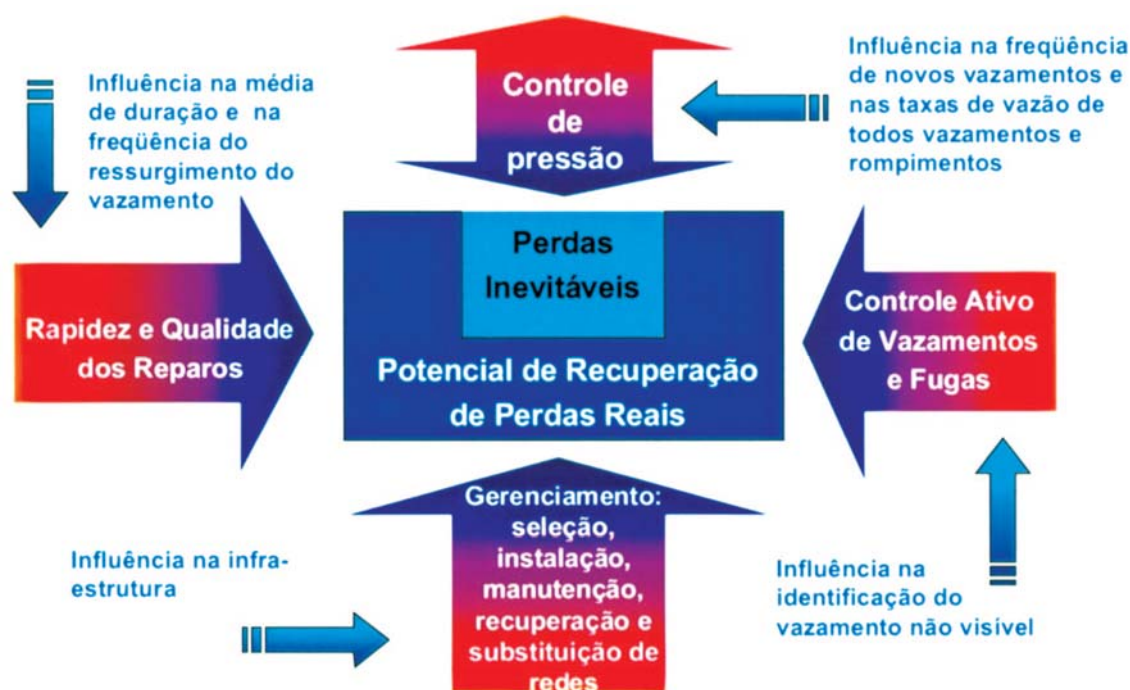 Influência na média
de duração e na
freqüência do
ressurgimento do
vazamento
Controle
de
pressão
Influência na freqüência
de novos vazamentos e
nas taxas de vazão de
todos vazamentos e
rompimentos
Rapidez e Qualidade
dos Reparos
Perdas
Inevitáveis
Potencial de Recuperação
de Perdas Reais
Controle Ativo
de Vazamentos
e Fugas
Influência na infra-
estrutura
Gerenciamento:
seleção,
instalação,
manutenção,
recuperação e
substituição de
redes
Influência na
identificação do
vazamento não visível